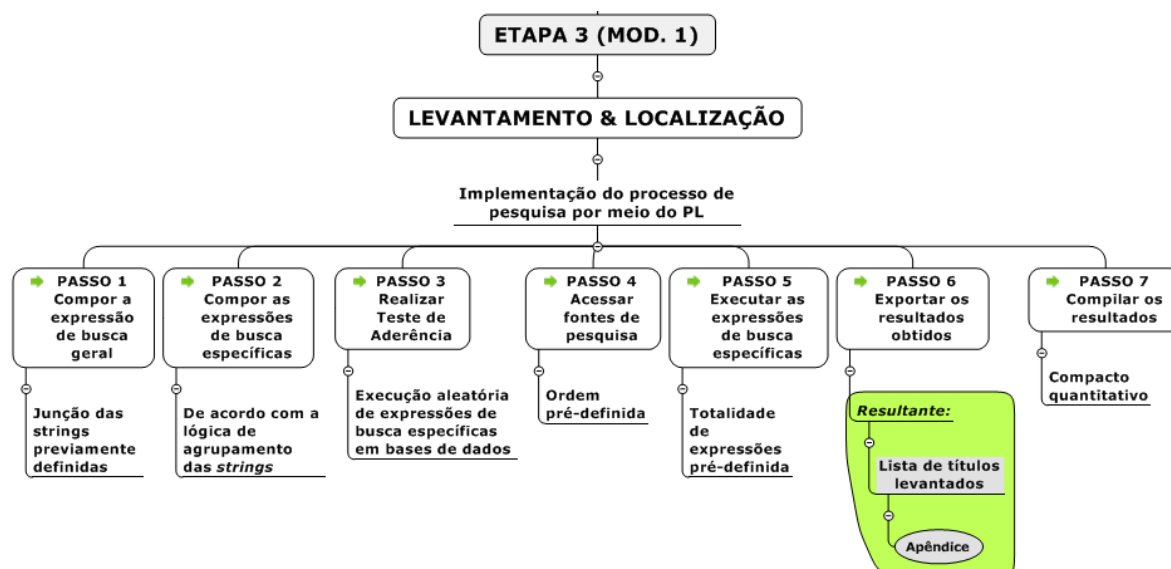 ETAPA 3 (MOD. 1)
LEVANTAMENTO & LOCALIZAÇÃO
Implementação do processo de
pesquisa por meio do PL
PASSO 1
Compor a
expressão
de busca
geral
Junção das
strings
previamente
definidas
PASSO 2
Compor as
expressões
de busca
específicas
De acordo com a
lógica de
agrupamento
das strings
PASSO 3
Realizar
Teste de
Aderência
Execução aleatória
de expressões de
busca específicas
em bases de dados
PASSO 4
Acessar
fontes de
pesquisa
Ordem
pré-definida
PASSO 5
Executar as
expressões
de busca
específicas
Totalidade
de
expressões
pré-definida
PASSO 6
Exportar os
resultados
obtidos
Resultante:
Lista de títulos
levantados
Apêndice
PASSO 7
Compilar os
resultados
Compacto
quantitativo